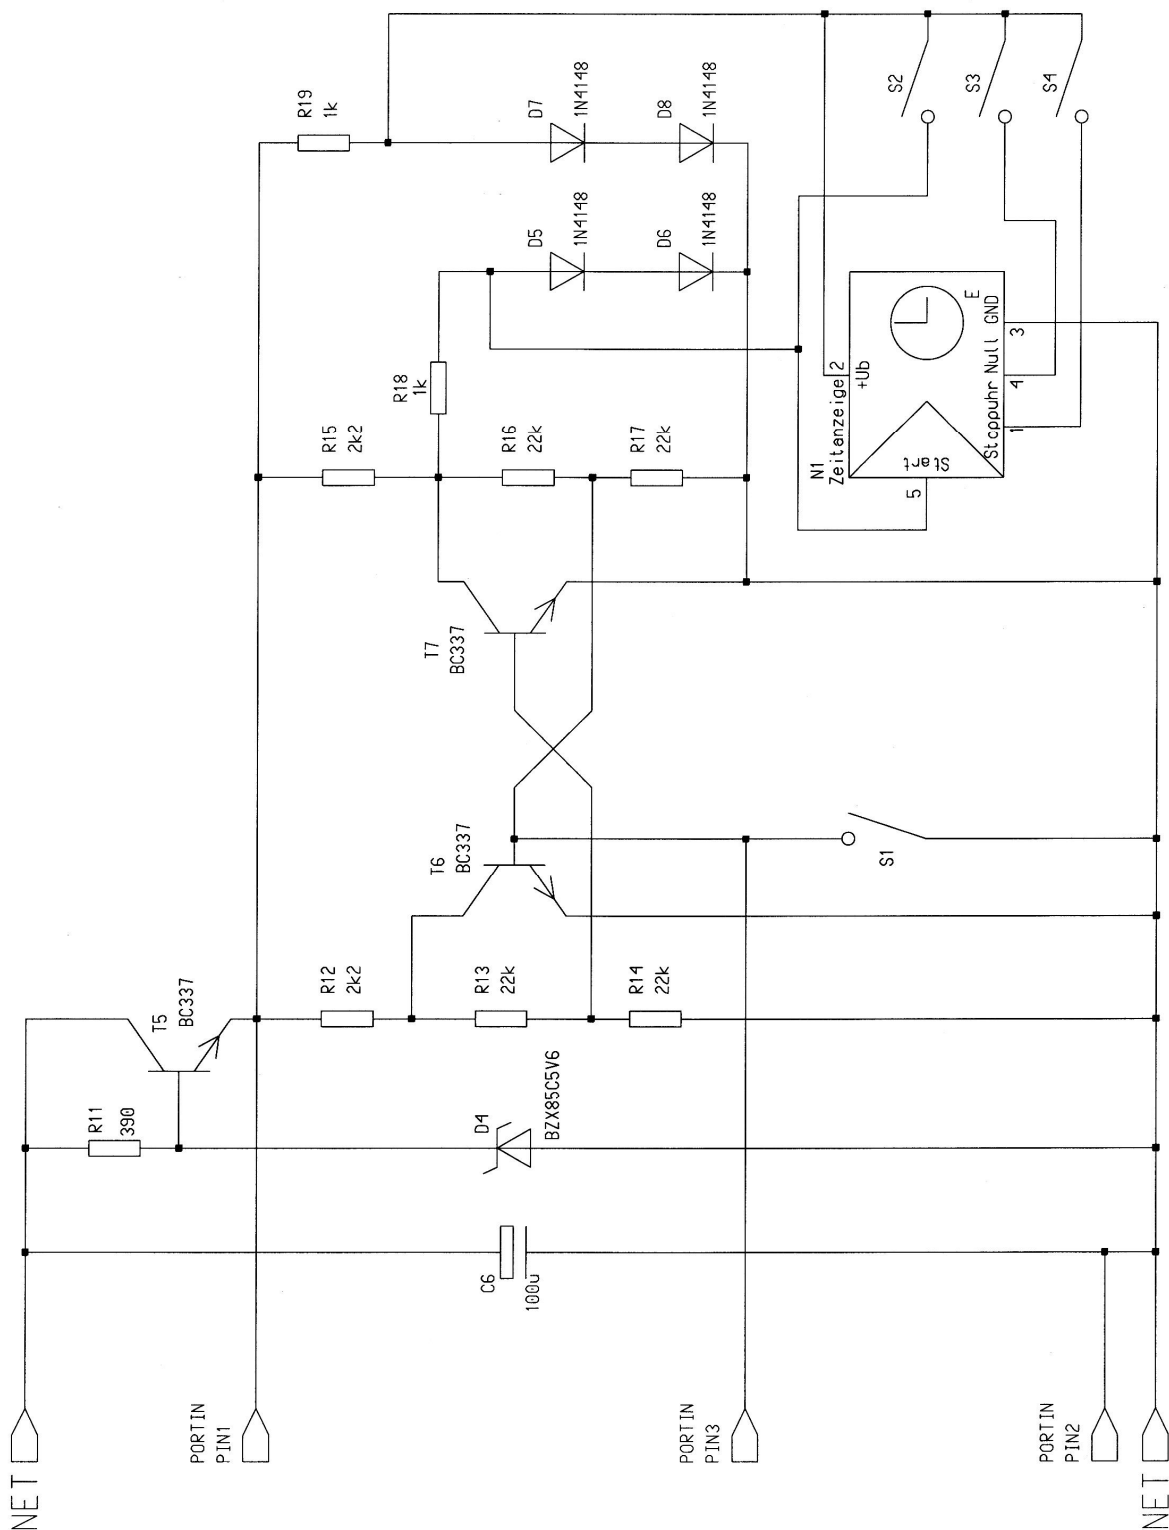 NET
PORTIN
PIN1
PORTIN
PIN3
PORTIN
PIN2
NET
C6
100u
R11
390
D4
BZX85C5V6
T5
BC337
R12
2k2
R13
22k
R14
22k
T6
BC337
S1
T7
BC337
R15
2k2
R16
22k
R17
22k
R18
1k
R19
1k
D5
1N4148
D6
1N4148
D7
1N4148
D8
1N4148
N1
Zeitanzeige
2
+Ub
Start
5
Stoppuhr
1
Null
4
GND
3
E
S2
S3
S4